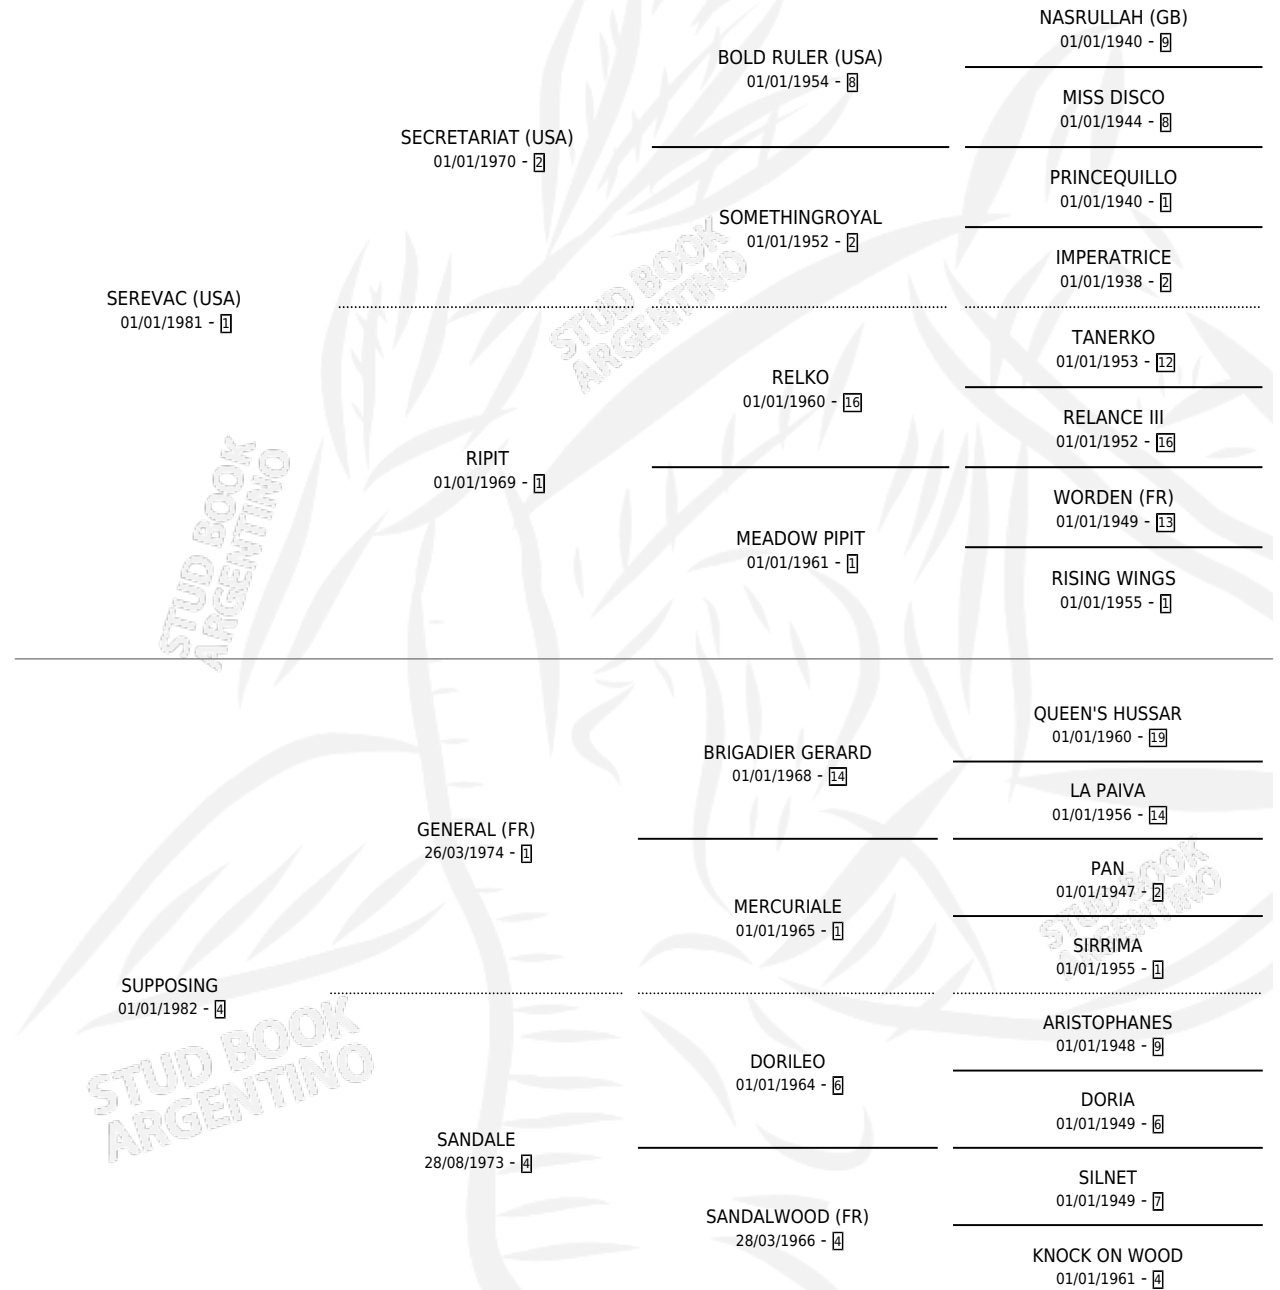 NASRULLAH (GB)
01/01/1940 - 9
BOLD RULER (USA)
01/01/1954 - 8
MISS DISCO
01/01/1944 - 8
SECRETARIAT (USA)
01/01/1970 - 2
PRINCEQUILLO
01/01/1940 - 1
SOMETHINGROYAL
01/01/1952 - 2
IMPERATRICE
01/01/1938 - 2
SEREVAC (USA)
01/01/1981 - 1
STUD BOOK
ARGENTINO
TANERKO
01/01/1953 - 12
RELKO
01/01/1960 - 16
RELANCE III
01/01/1952 - 16
RIPIT
01/01/1969 - 1
WORDEN (FR)
01/01/1949 - 13
MEADOW PIPIT
01/01/1961 - 1
RISING WINGS
01/01/1955 - 1
STUD BOOK
ARGENTINO
QUEEN'S HUSSAR
01/01/1960 - 19
BRIGADIER GERARD
01/01/1968 - 14
LA PAIVA
01/01/1956 - 14
GENERAL (FR)
26/03/1974 - 1
PAN
01/01/1947 - 2
MERCURIALE
01/01/1965 - 1
SIRRIMA
01/01/1955 - 1
STUD BOOK
ARGENTINO
SUPPOSING
01/01/1982 - 4
ARISTOPHANES
01/01/1948 - 9
DORILEO
01/01/1964 - 6
DORIA
01/01/1949 - 6
STUD BOOK
ARGENTINO
SANDALE
28/08/1973 - 4
SILNET
01/01/1949 - 7
SANDALWOOD (FR)
28/03/1966 - 4
KNOCK ON WOOD
01/01/1961 - 4